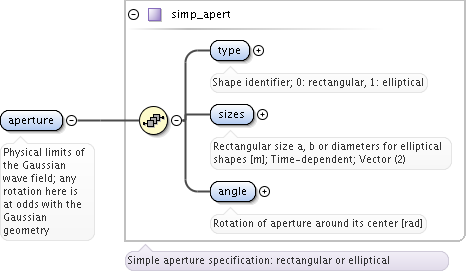 simp_apert
type
Shape identifier; 0: rectangular, 1: elliptical
sizes
Rectangular size a, b or diameters for elliptical
shapes [m]; Time-dependent; Vector (2)
angle
Rotation of aperture around its center [rad]
aperture
Physical limits of
the Gaussian
wave field; any
rotation here is
at odds with the
Gaussian
geometry
Simple aperture specification: rectangular or elliptical